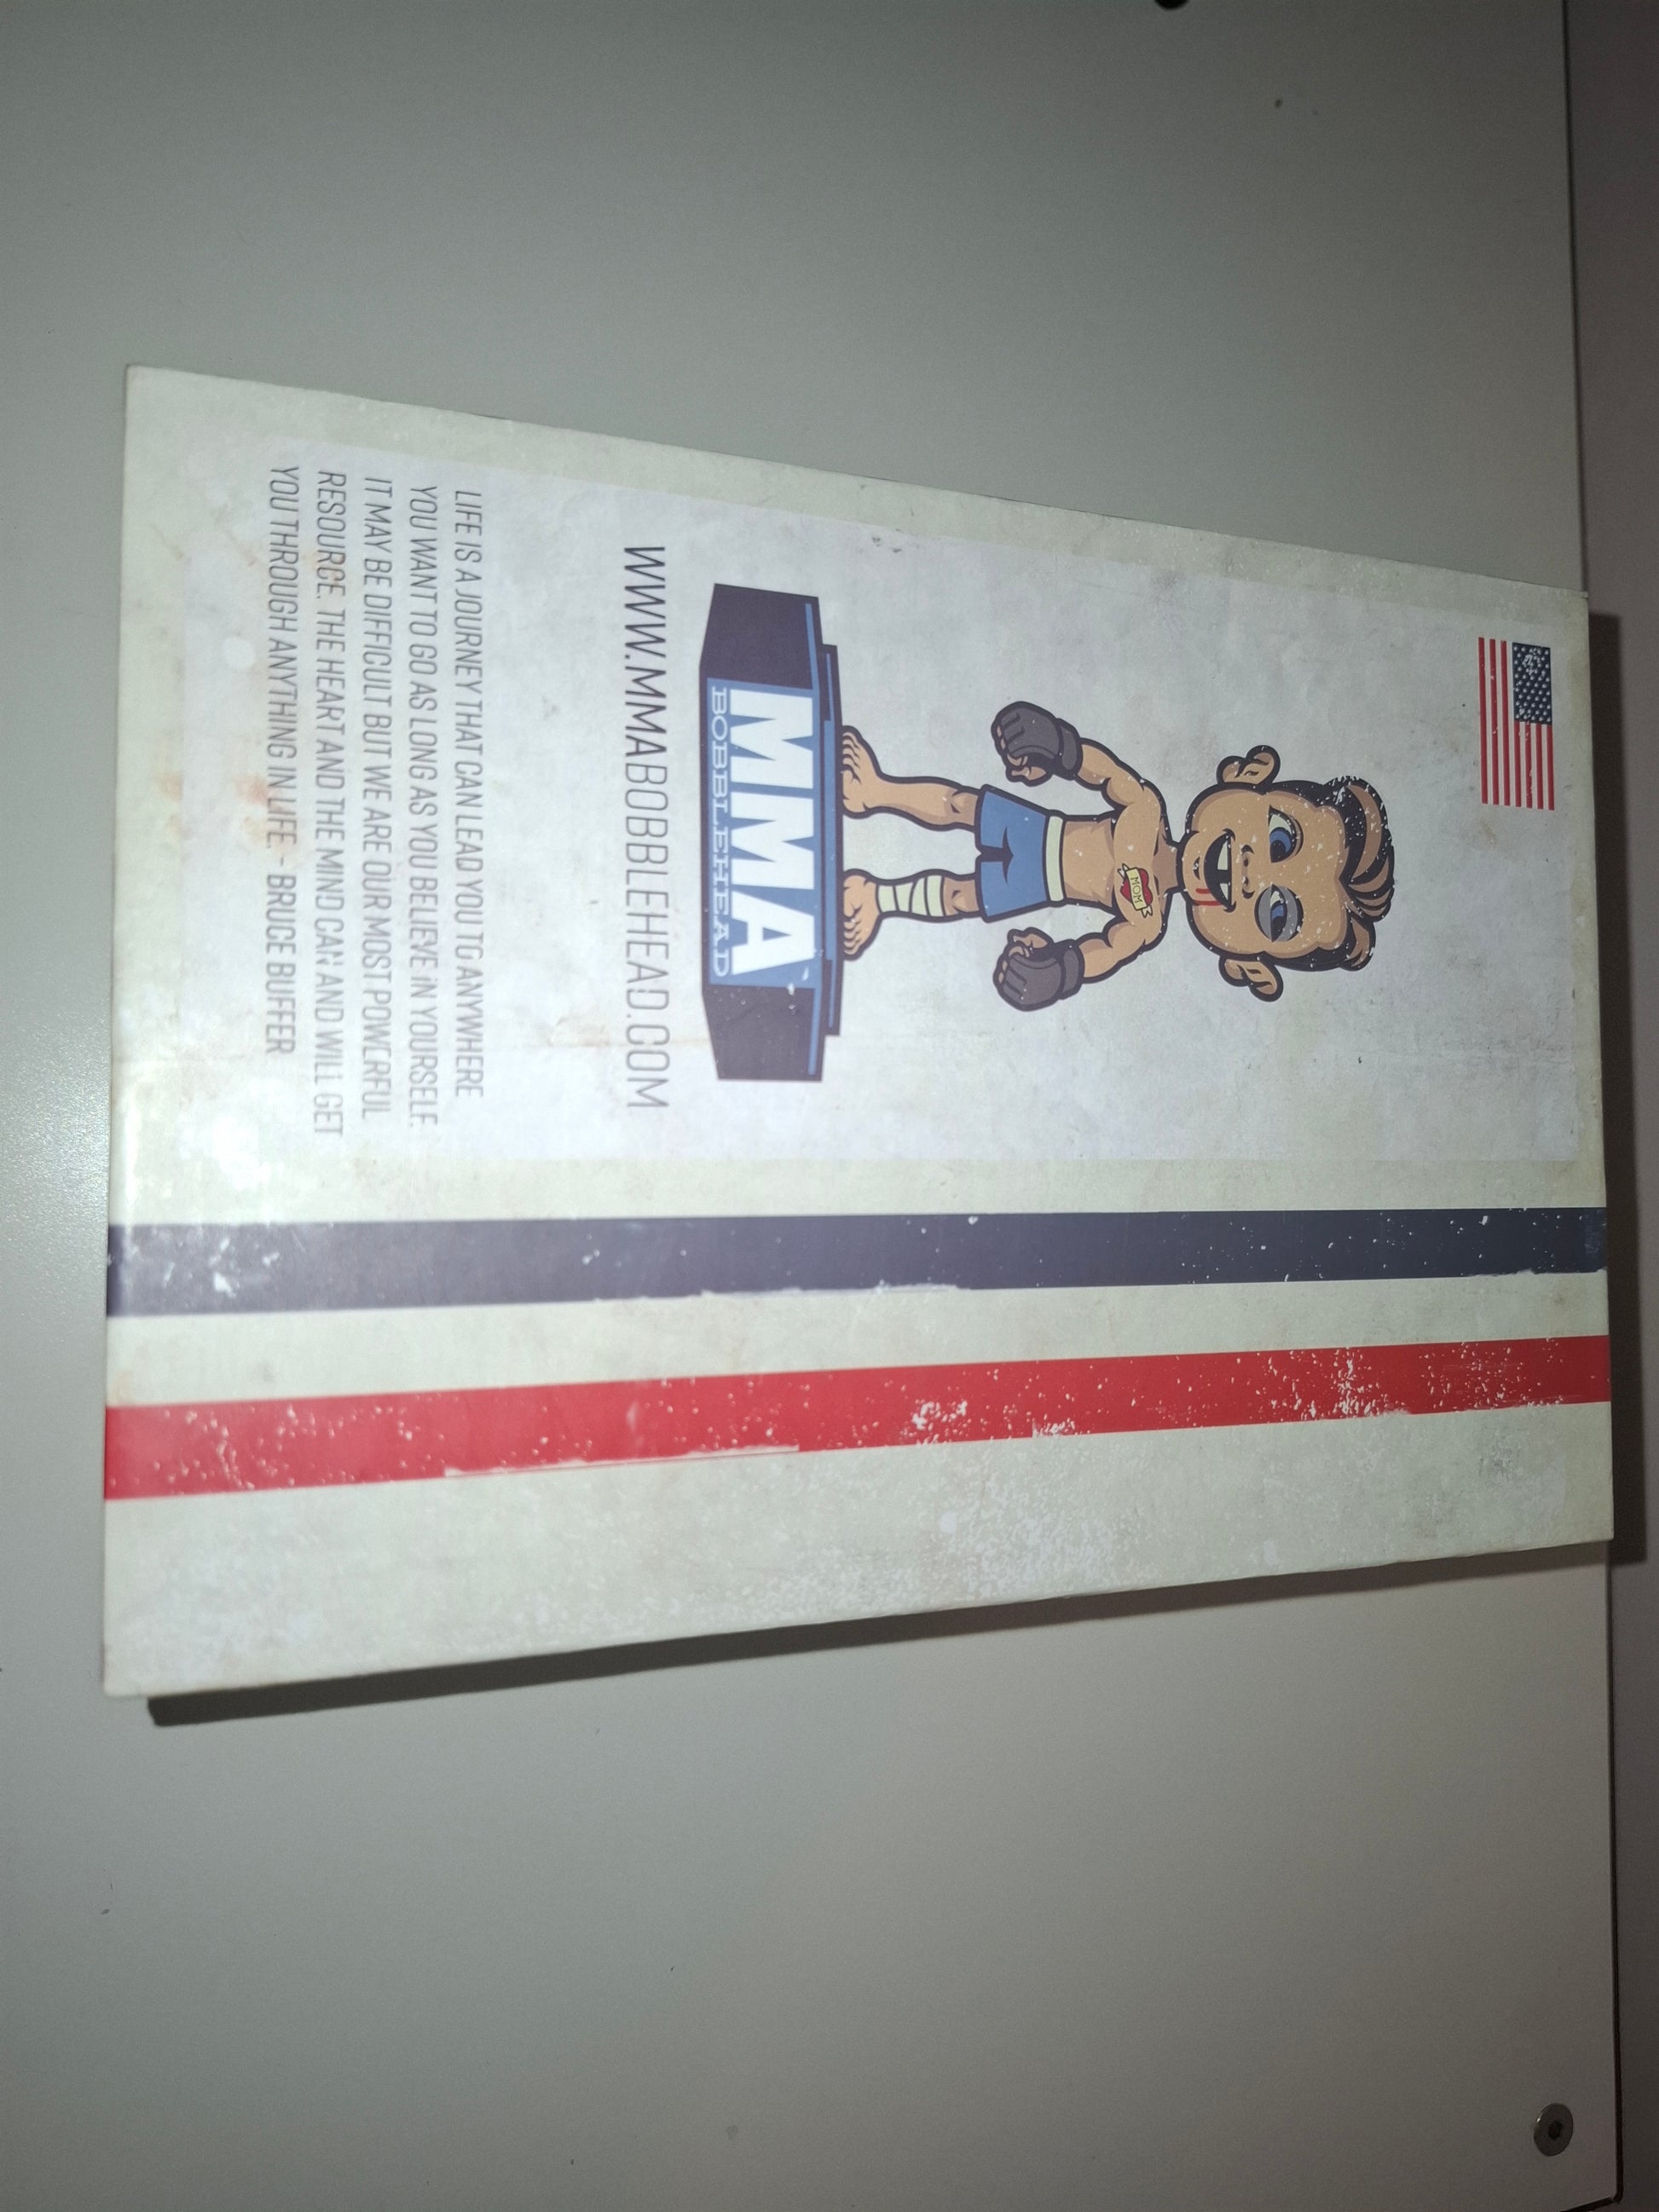 MOM
MMA
BOBBLEHEAD
WWW.MMABOBBLEHEAD.COM
LIFE IS A JOURNEY THAT CAN LEAD YOU TO ANYWHERE
YOU WANT TO GO AS LONG AS YOU BELIEVE IN YOURSELF.
IT MAY BE DIFFICULT BUT WE ARE OUR MOST POWERFUL
RESOURCE. THE HEART AND THE MIND CAN AND WILL GET
YOU THROUGH ANYTHING IN LIFE. - BRUCE BUFFER